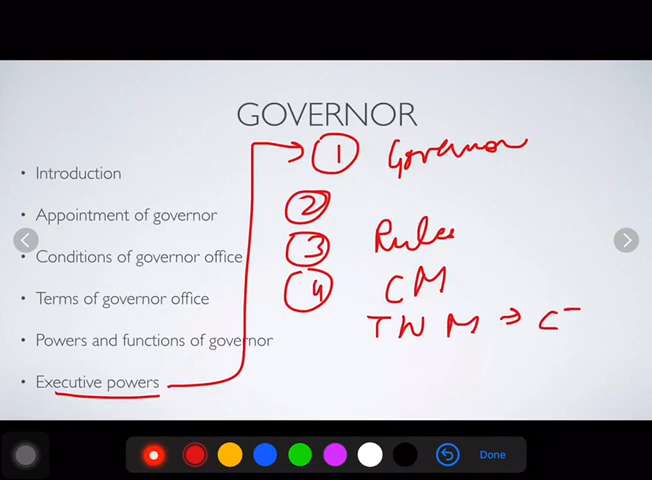 GOVERNOR
1 Governor
• Introduction
2
• Appointment of governor
3 Rules
• Conditions of governor office
4 CM
• Terms of governor office
TWM ⇒ C
• Powers and functions of governor
• Executive powers
Done